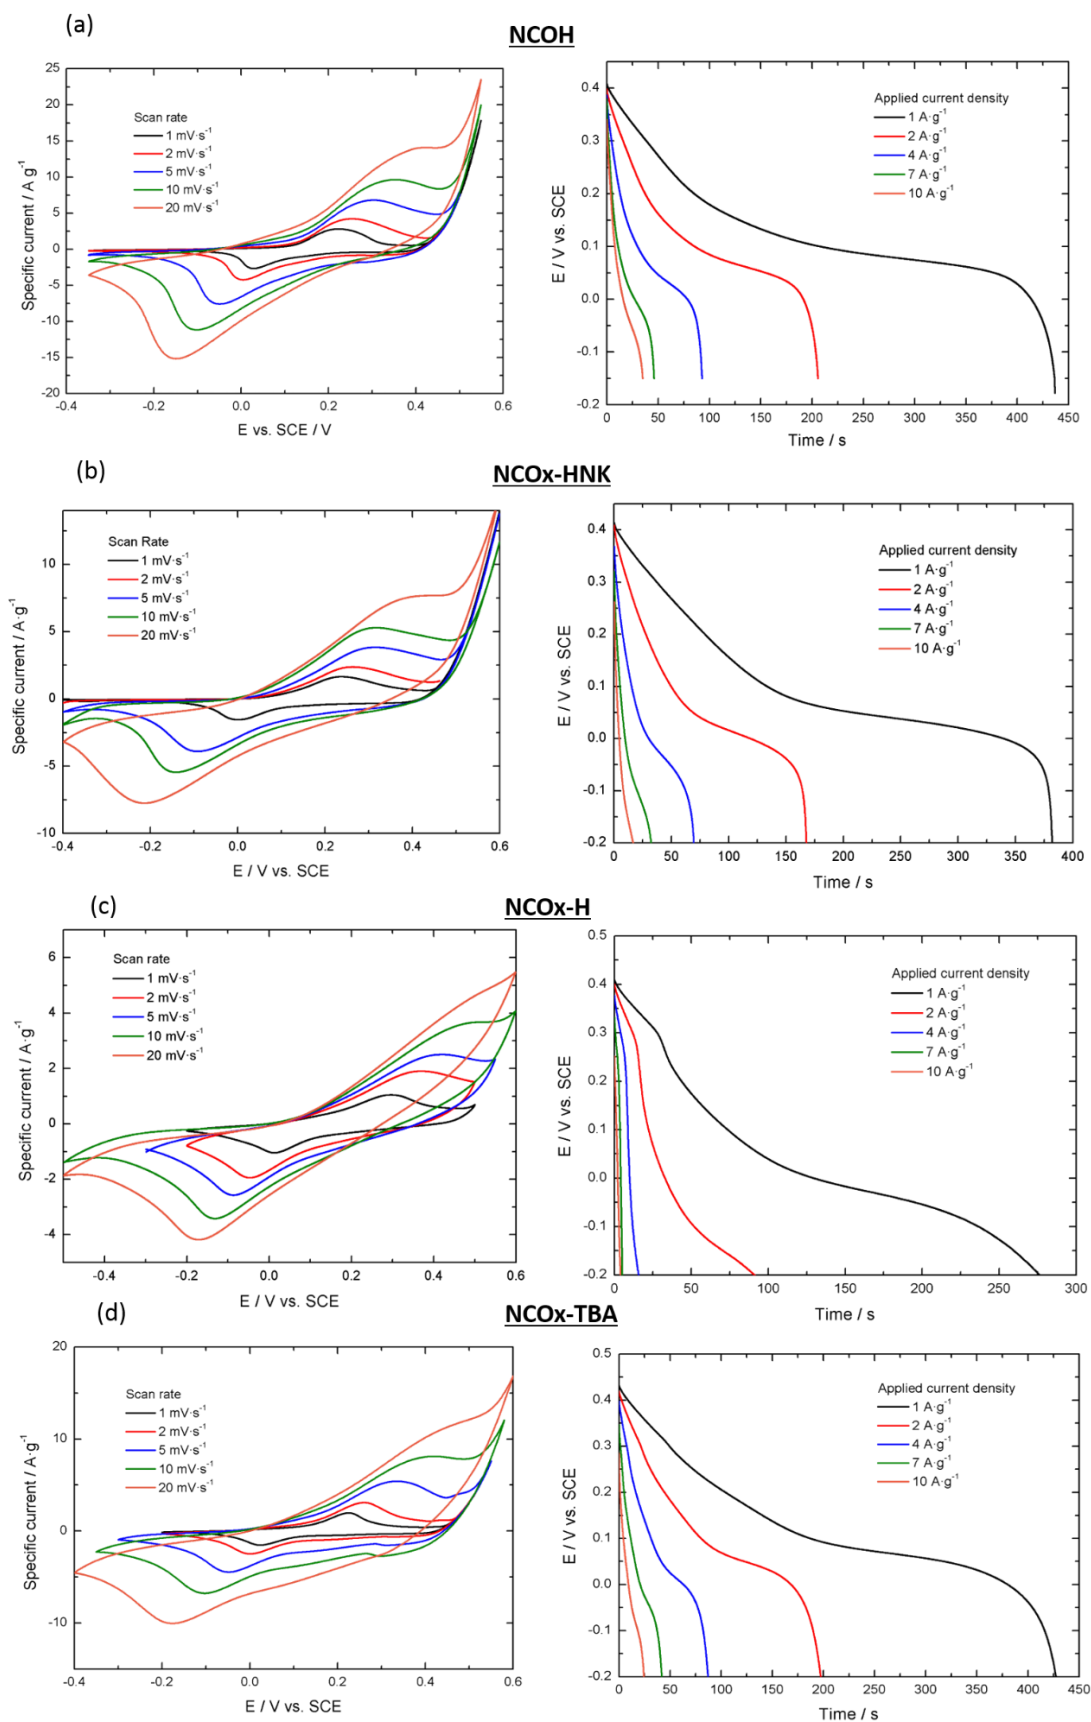 (a)
NCOH
25
20
15
10
5
0
-5
-10
-15
-20
-0.4
-0.2
0.0
0.2
0.4
0.6
Specific current / A g⁻¹
E vs. SCE / V
Scan rate
1 mV·s⁻¹
2 mV·s⁻¹
5 mV·s⁻¹
10 mV·s⁻¹
20 mV·s⁻¹
0.4
0.3
0.2
0.1
0.0
-0.1
-0.2
0
50
100
150
200
250
300
350
400
450
E / V vs. SCE
Time / s
Applied current density
1 A·g⁻¹
2 A·g⁻¹
4 A·g⁻¹
7 A·g⁻¹
10 A·g⁻¹
(b)
NCOx-HNK
10
5
0
-5
-10
-0.4
-0.2
0.0
0.2
0.4
0.6
Specific current / A·g⁻¹
E / V vs. SCE
Scan Rate
1 mV·s⁻¹
2 mV·s⁻¹
5 mV·s⁻¹
10 mV·s⁻¹
20 mV·s⁻¹
0.4
0.3
0.2
0.1
0.0
-0.1
-0.2
0
50
100
150
200
250
300
350
400
E / V vs. SCE
Time / s
Applied current density
1 A·g⁻¹
2 A·g⁻¹
4 A·g⁻¹
7 A·g⁻¹
10 A·g⁻¹
(c)
NCOx-H
6
4
2
0
-2
-4
-0.4
-0.2
0.0
0.2
0.4
0.6
Specific current / A·g⁻¹
E / V vs. SCE
Scan rate
1 mV·s⁻¹
2 mV·s⁻¹
5 mV·s⁻¹
10 mV·s⁻¹
20 mV·s⁻¹
0.5
0.4
0.3
0.2
0.1
0.0
-0.1
-0.2
0
50
100
150
200
250
300
E / V vs. SCE
Time / s
Applied current density
1 A·g⁻¹
2 A·g⁻¹
4 A·g⁻¹
7 A·g⁻¹
10 A·g⁻¹
(d)
NCOx-TBA
20
10
0
-10
-0.4
-0.2
0.0
0.2
0.4
0.6
Specific current / A·g⁻¹
E / V vs. SCE
Scan rate
1 mV·s⁻¹
2 mV·s⁻¹
5 mV·s⁻¹
10 mV·s⁻¹
20 mV·s⁻¹
0.5
0.4
0.3
0.2
0.1
0.0
-0.1
-0.2
0
50
100
150
200
250
300
350
400
450
E / V vs. SCE
Time / s
Applied current density
1 A·g⁻¹
2 A·g⁻¹
4 A·g⁻¹
7 A·g⁻¹
10 A·g⁻¹